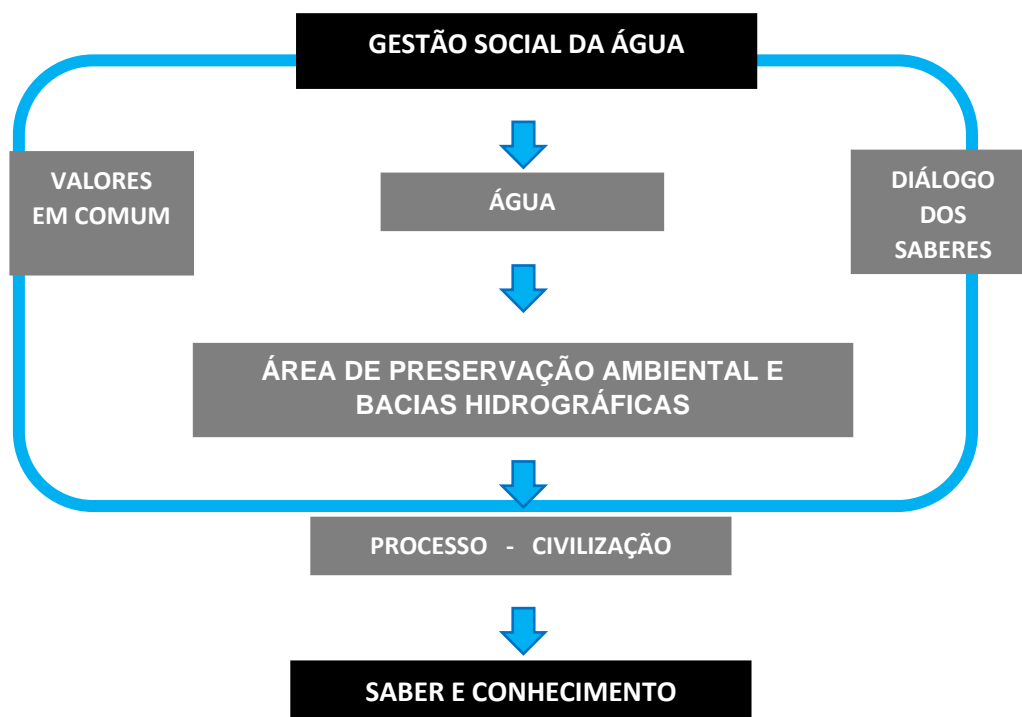 GESTÃO SOCIAL DA ÁGUA
VALORES
EM COMUM
ÁGUA
DIÁLOGO
DOS
SABERES
ÁREA DE PRESERVAÇÃO AMBIENTAL E
BACIAS HIDROGRÁFICAS
PROCESSO - CIVILIZAÇÃO
SABER E CONHECIMENTO